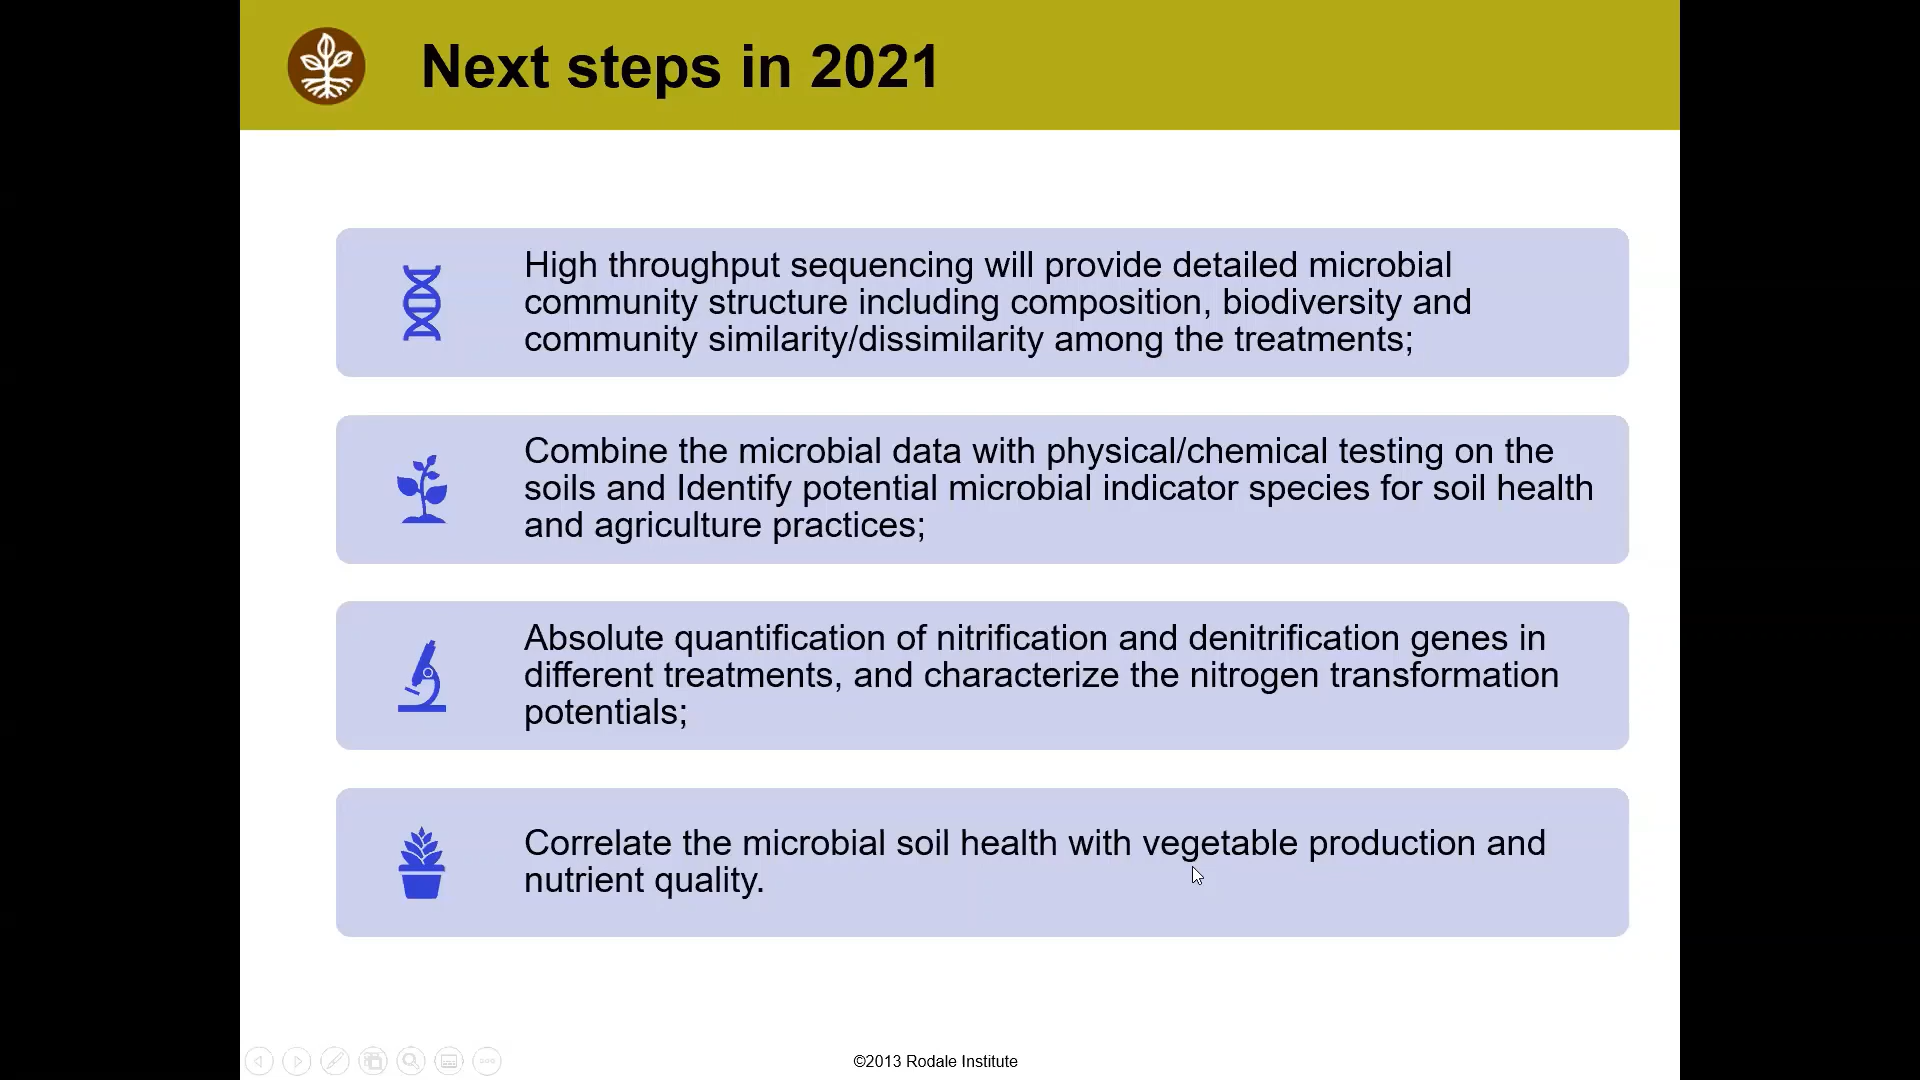 Next steps in 2021
High throughput sequencing will provide detailed microbial
community structure including composition, biodiversity and
community similarity/dissimilarity among the treatments;
Combine the microbial data with physical/chemical testing on the
soils and Identify potential microbial indicator species for soil health
and agriculture practices;
Absolute quantification of nitrification and denitrification genes in
different treatments, and characterize the nitrogen transformation
potentials;
Correlate the microbial soil health with vegetable production and
nutrient quality.
©2013 Rodale Institute